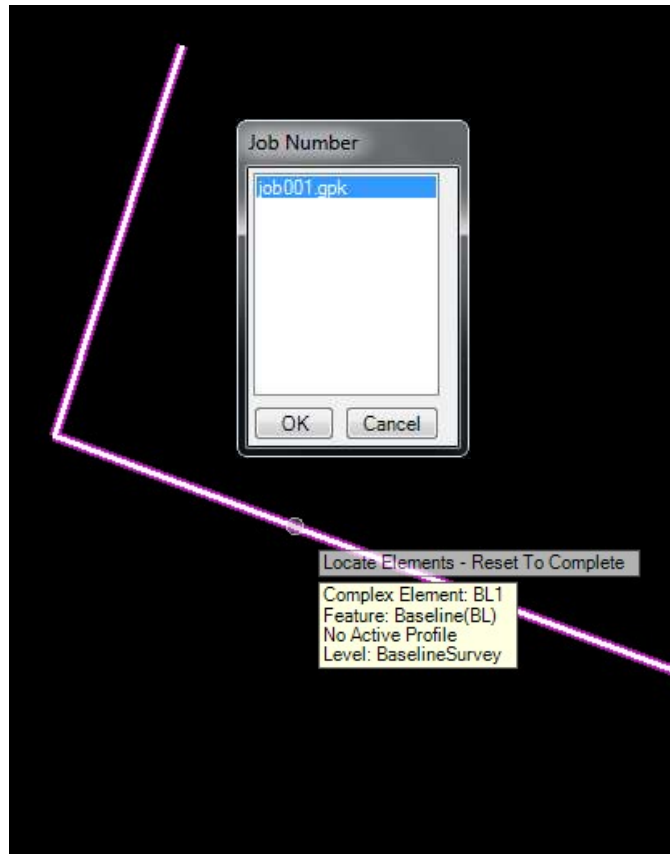 Job Number
job001.gpk
OK
Cancel
Locate Elements - Reset To Complete
Complex Element: BL1
Feature: Baseline(BL)
No Active Profile
Level: BaselineSurvey